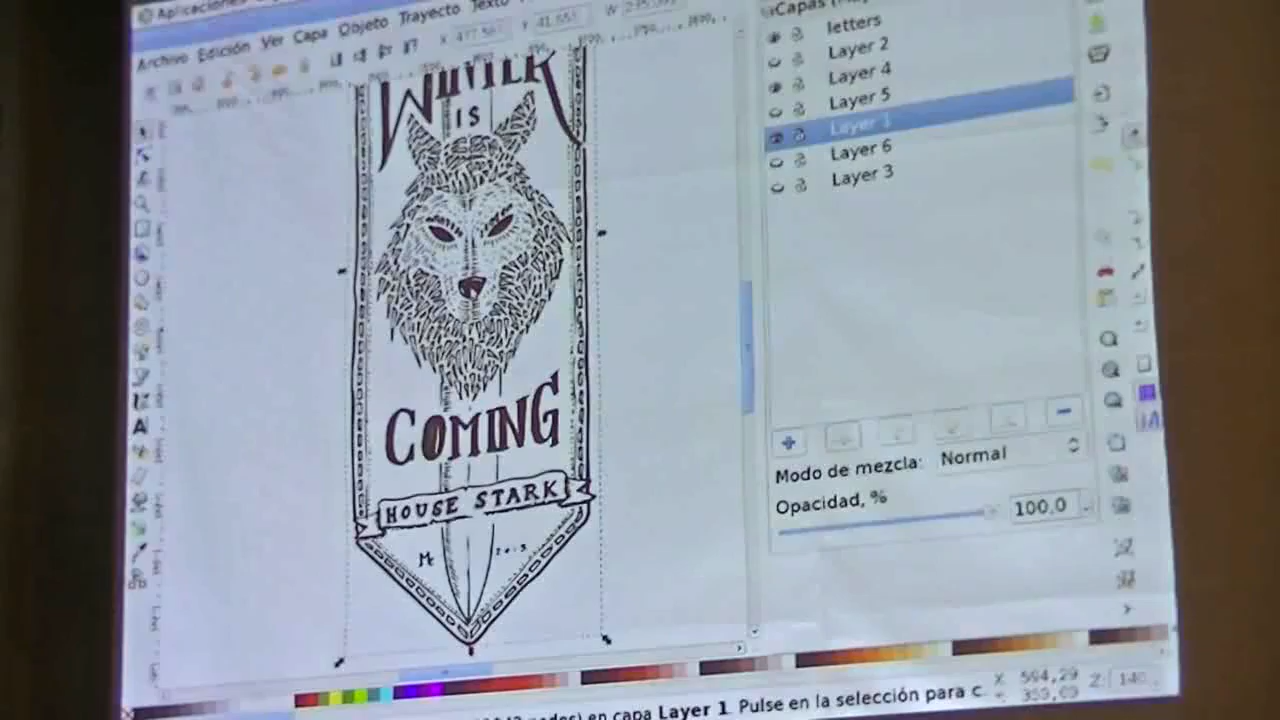 Aplicaciones
Archivo Edición Ver Capa Objeto Trayecto Texto
X
Y
W
WINTER
IS
COMING
HOUSE STARK
letters
Layer 2
Layer 4
Layer 5
Layer 1
Layer 6
Layer 3
Modo de mezcla: Normal
Opacidad, % 100,0
en capa Layer 1. Pulse en la selección para c
X
Z: